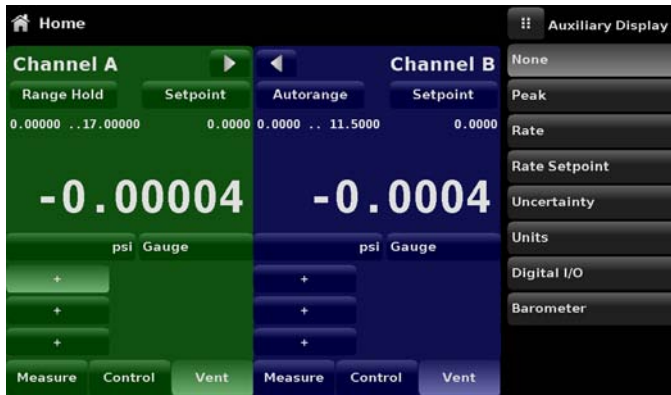 Home
Channel A
Range Hold Setpoint
0.00000 ..17.00000 0.0000
-0.00004
psi Gauge
+
+
+
Measure Control Vent
Channel B
Autorange Setpoint
0.0000 .. 11.5000 0.0000
-0.0004
psi Gauge
+
+
+
Measure Control Vent
Auxiliary Display
None
Peak
Rate
Rate Setpoint
Uncertainty
Units
Digital I/O
Barometer